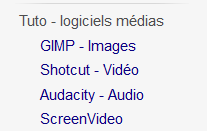 Tuto - logiciels médias
GIMP - Images
Shotcut - Vidéo
Audacity - Audio
ScreenVideo